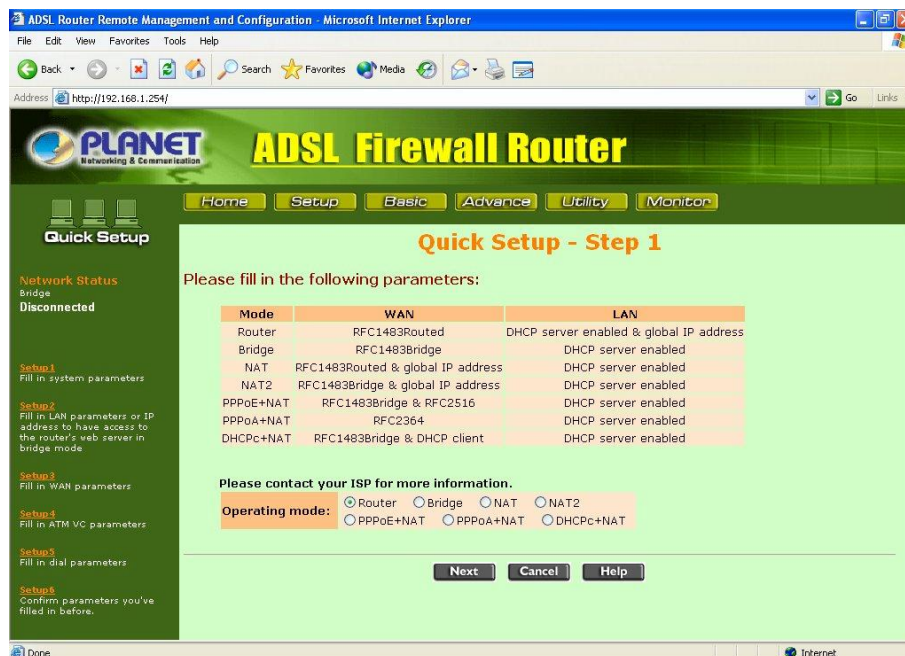 ADSL Router Remote Management and Configuration - Microsoft Internet Explorer
File Edit View Favorites Tools Help
Back Search Favorites Media
Address http://192.168.1.254/ Go Links
PLANET
Networking & Communication
ADSL Firewall Router
Home Setup Basic Advance Utility Monitor
Quick Setup
Quick Setup - Step 1
Network Status
Bridge
Disconnected
Setup1
Fill in system parameters
Setup2
Fill in LAN parameters or IP
address to have access to
the router's web server in
bridge mode
Setup3
Fill in WAN parameters
Setup4
Fill in ATM VC parameters
Setup5
Fill in dial parameters
Setup6
Confirm parameters you've
filled in before.
Please fill in the following parameters:
Mode WAN LAN
Router RFC1483Routed DHCP server enabled & global IP address
Bridge RFC1483Bridge DHCP server enabled
NAT RFC1483Routed & global IP address DHCP server enabled
NAT2 RFC1483Bridge & global IP address DHCP server enabled
PPPoE+NAT RFC1483Bridge & RFC2516 DHCP server enabled
PPPoA+NAT RFC2364 DHCP server enabled
DHCPc+NAT RFC1483Bridge & DHCP client DHCP server enabled
Please contact your ISP for more information.
Operating mode: Router Bridge NAT NAT2
PPPoE+NAT PPPoA+NAT DHCPc+NAT
Next Cancel Help
Done Internet